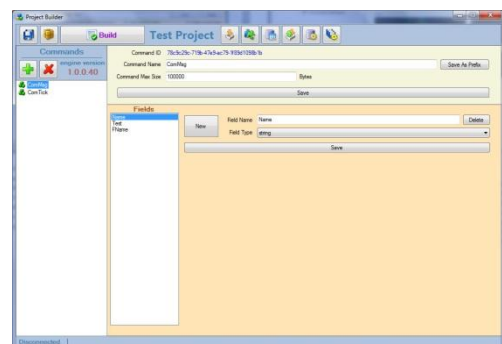 Project Builder
Build
Test Project
Commands
engine version
1.0.0.40
ComMsg
ComTick
Command ID
Command Name ComMsg
Save As Prefix
Command Max Size 100000 Bytes
Save
Fields
Name
Text
FName
New
Field Name Name
Delete
Field Type string
Save
Disconnected